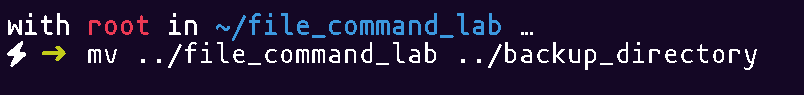 with root in ~/file_command_lab …
⚡ ➜ mv ../file_command_lab ../backup_directory